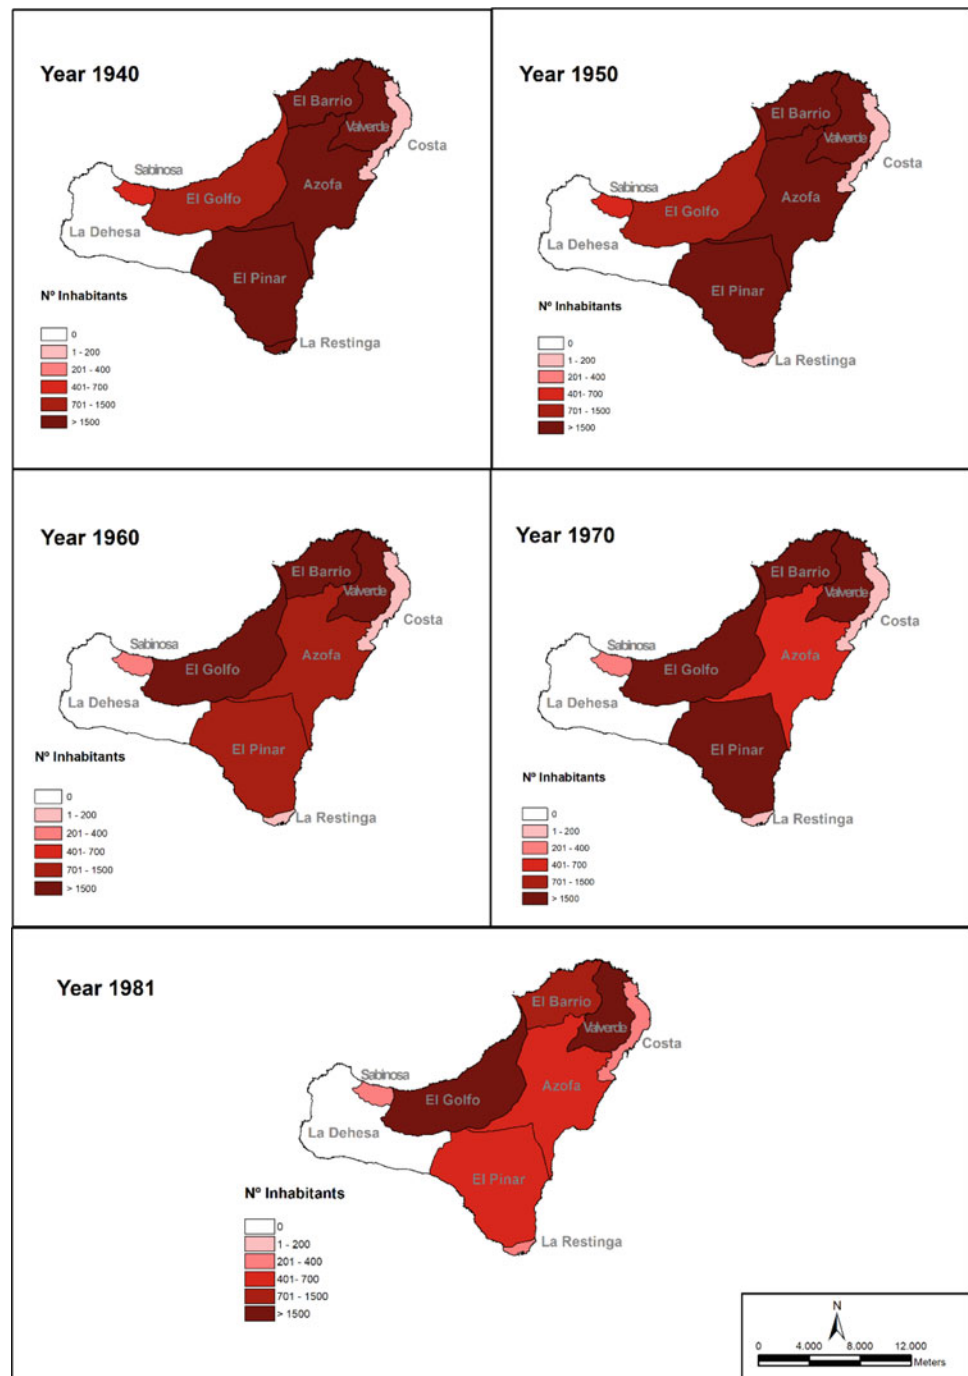 Year 1940
El Barrio
Valverde
Costa
Sabinosa
Azofa
El Golfo
La Dehesa
El Pinar
Nº Inhabitants
La Restinga
0
1 - 200
201 - 400
401- 700
701 - 1500
> 1500
Year 1950
El Barrio
Valverde
Costa
Sabinosa
Azofa
El Golfo
La Dehesa
El Pinar
Nº Inhabitants
La Restinga
0
1 - 200
201 - 400
401- 700
701 - 1500
> 1500
Year 1960
El Barrio
Valverde
Costa
Sabinosa
Azofa
El Golfo
La Dehesa
El Pinar
Nº Inhabitants
La Restinga
0
1 - 200
201 - 400
401- 700
701 - 1500
> 1500
Year 1970
El Barrio
Valverde
Costa
Sabinosa
Azofa
El Golfo
La Dehesa
El Pinar
Nº Inhabitants
La Restinga
0
1 - 200
201 - 400
401- 700
701 - 1500
> 1500
Year 1981
El Barrio
Valverde
Costa
Sabinosa
Azofa
El Golfo
La Dehesa
El Pinar
Nº Inhabitants
La Restinga
0
1 - 200
201 - 400
401- 700
701 - 1500
> 1500
N
0 4.000 8.000 12.000
Meters